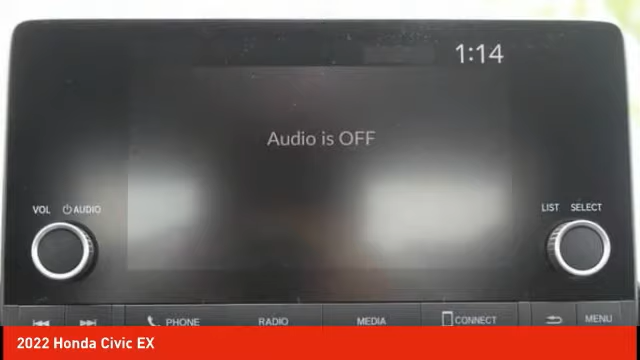 1:14
Audio is OFF
VOL AUDIO
LIST SELECT
PHONE RADIO MEDIA CONNECT MENU
2022 Honda Civic EX